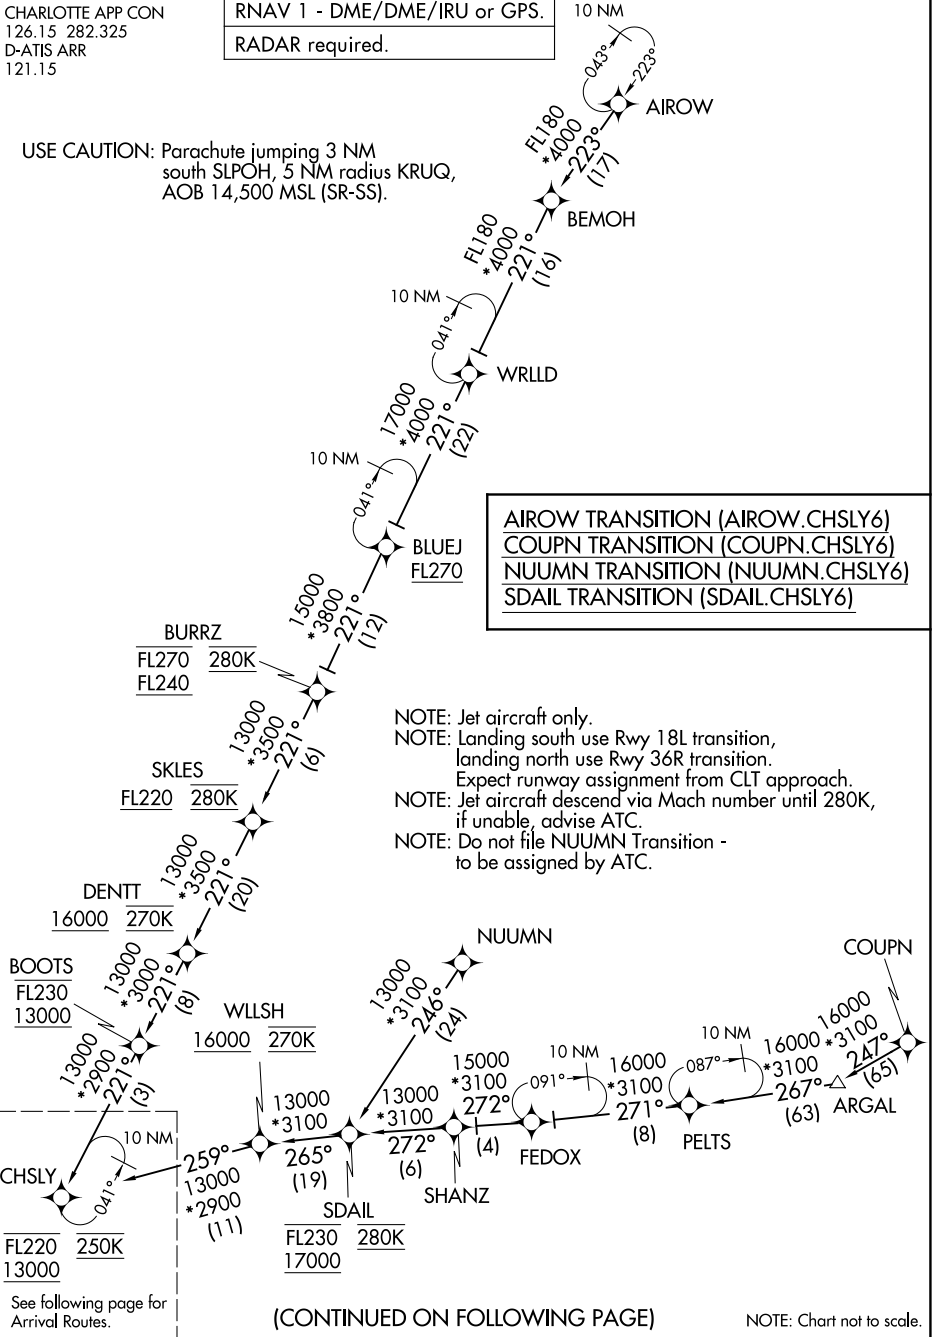 CHARLOTTE APP CON
126.15 282.325
D-ATIS ARR
121.15
RNAV 1 - DME/DME/IRU or GPS.
RADAR required.
10 NM
043°
223°
AIROW
USE CAUTION: Parachute jumping 3 NM
south SLPOH, 5 NM radius KRUQ,
AOB 14,500 MSL (SR-SS).
FL180
*4000
223°
(17)
BEMOH
FL180
*4000
221°
(16)
10 NM
041°
WRLLD
17000
*4000
221°
(22)
10 NM
041°
BLUEJ
FL270
AIROW TRANSITION (AIROW.CHSLY6)
COUPN TRANSITION (COUPN.CHSLY6)
NUUMN TRANSITION (NUUMN.CHSLY6)
SDAIL TRANSITION (SDAIL.CHSLY6)
15000
*3800
221°
(12)
BURRZ
FL270 280K
FL240
13000
*3500
221°
(6)
NOTE: Jet aircraft only.
NOTE: Landing south use Rwy 18L transition,
landing north use Rwy 36R transition.
Expect runway assignment from CLT approach.
NOTE: Jet aircraft descend via Mach number until 280K,
if unable, advise ATC.
NOTE: Do not file NUUMN Transition -
to be assigned by ATC.
SKLES
FL220 280K
13000
*3500
221°
(20)
DENTT
16000 270K
13000
*3000
221°
(8)
BOOTS
FL230
13000
13000
*2900
221°
(3)
NUUMN
13000
*3100
246°
(24)
COUPN
16000
*3100
247°
(65)
ARGAL
16000
*3100
267°
(63)
10 NM
087°
PELTS
16000
*3100
271°
(8)
10 NM
091°
FEDOX
15000
*3100
272°
(4)
SHANZ
13000
*3100
272°
(6)
SDAIL
FL230 280K
17000
13000
*3100
265°
(19)
WLLSH
16000 270K
259°
13000
*2900
(11)
10 NM
041°
CHSLY
FL220 250K
13000
See following page for
Arrival Routes.
(CONTINUED ON FOLLOWING PAGE)
NOTE: Chart not to scale.